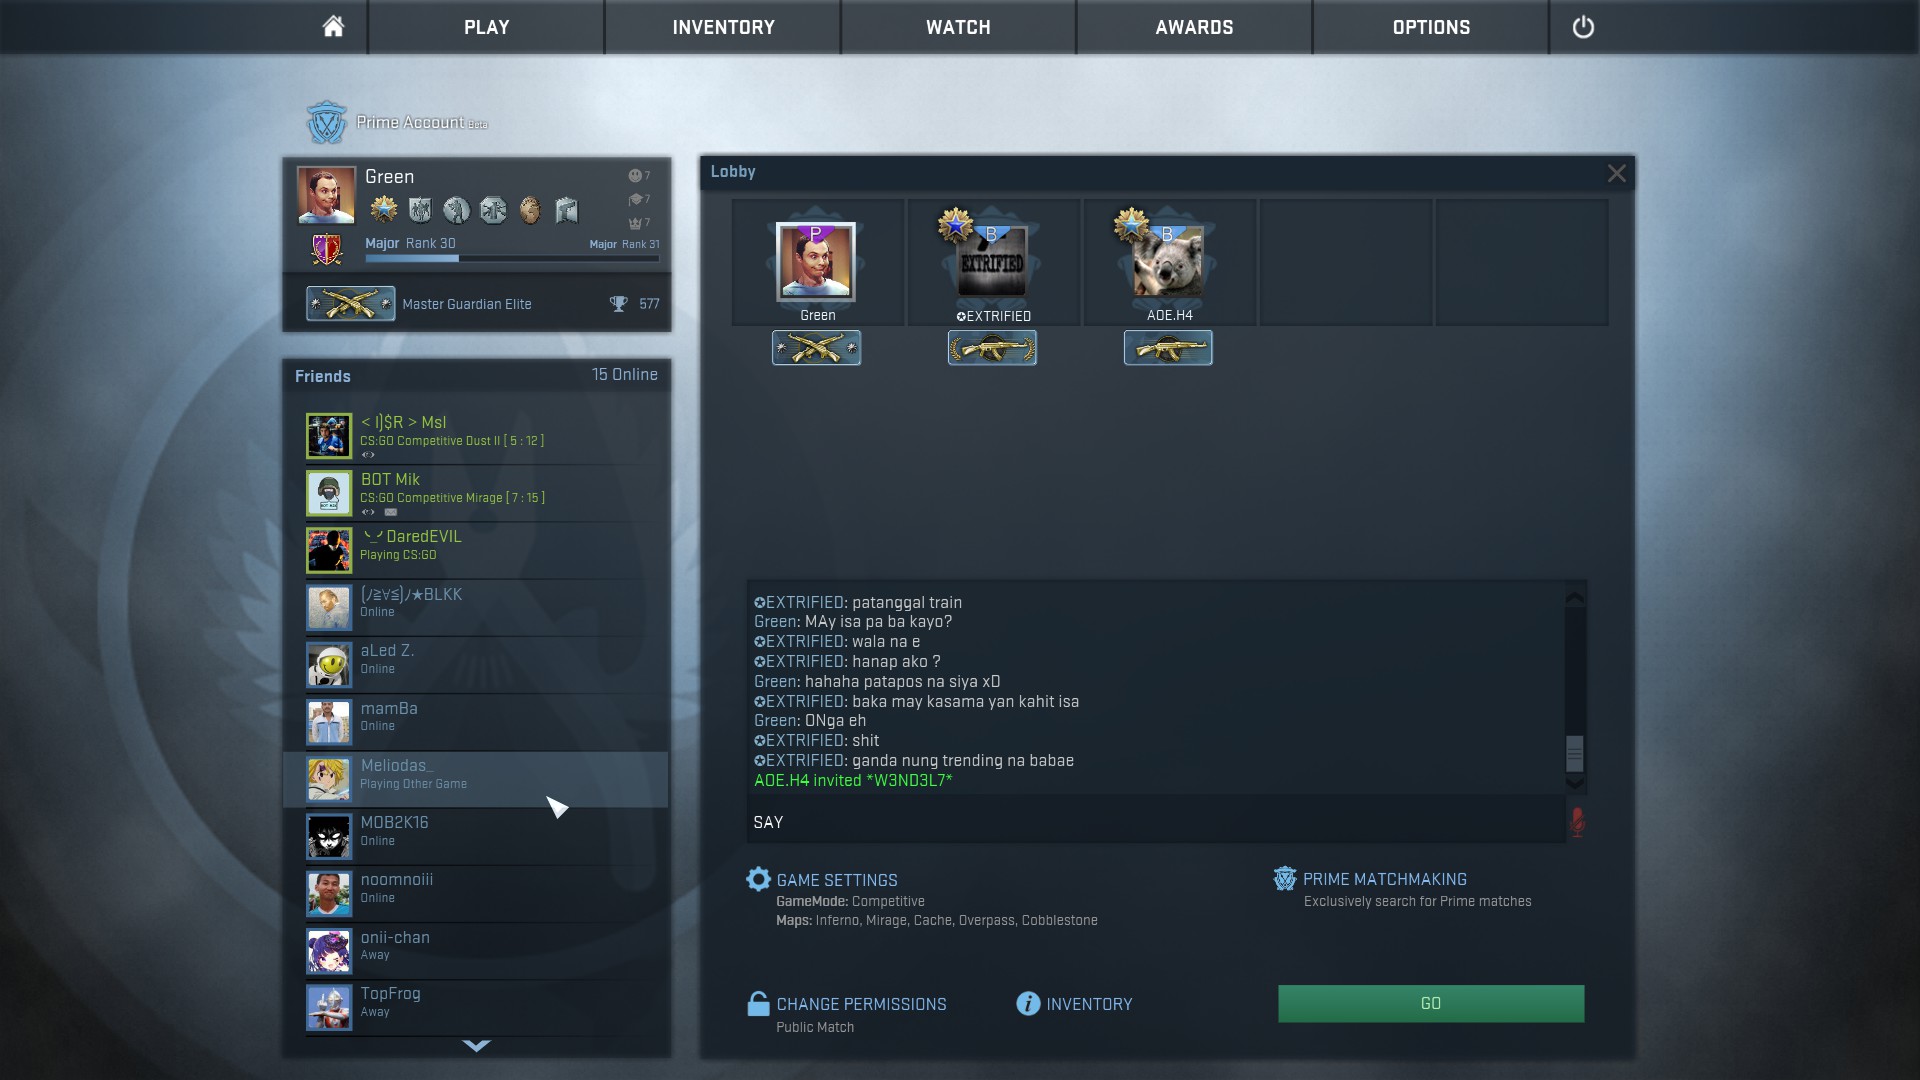 PLAY
INVENTORY
WATCH
AWARDS
OPTIONS
Prime Account Beta
Green
7
7
7
Major Rank 30
Major Rank 31
Master Guardian Elite
577
Friends
15 Online
< I)$R > Msl
CS:GO Competitive Dust II [ 5 : 12 ]
BOT Mik
CS:GO Competitive Mirage [ 7 : 15 ]
DaredEVIL
Playing CS:GO
(ﾉ≧∀≦)ﾉ★BLKK
Online
aLed Z.
Online
mamBa
Online
Meliodas_
Playing Other Game
MOB2K16
Online
noomnoiii
Online
onii-chan
Away
TopFrog
Away
Lobby
P
B
EXTRIFIED
B
Green
✪EXTRIFIED
AOE.H4
✪EXTRIFIED: patanggal train
Green: MAy isa pa ba kayo?
✪EXTRIFIED: wala na e
✪EXTRIFIED: hanap ako ?
Green: hahaha patapos na siya xD
✪EXTRIFIED: baka may kasama yan kahit isa
Green: ONga eh
✪EXTRIFIED: shit
✪EXTRIFIED: ganda nung trending na babae
AOE.H4 invited *W3ND3L7*
SAY
GAME SETTINGS
GameMode: Competitive
Maps: Inferno, Mirage, Cache, Overpass, Cobblestone
PRIME MATCHMAKING
Exclusively search for Prime matches
CHANGE PERMISSIONS
Public Match
INVENTORY
GO